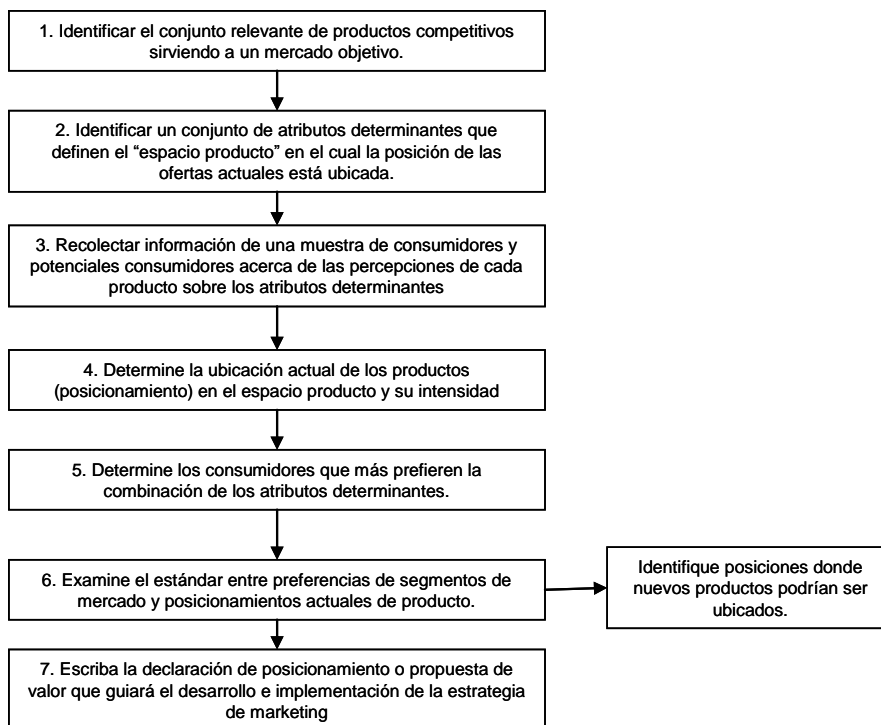 1. Identificar el conjunto relevante de productos competitivos
sirviendo a un mercado objetivo.
2. Identificar un conjunto de atributos determinantes que
definen el “espacio producto” en el cual la posición de las
ofertas actuales está ubicada.
3. Recolectar información de una muestra de consumidores y
potenciales consumidores acerca de las percepciones de cada
producto sobre los atributos determinantes
4. Determine la ubicación actual de los productos
(posicionamiento) en el espacio producto y su intensidad
5. Determine los consumidores que más prefieren la
combinación de los atributos determinantes.
6. Examine el estándar entre preferencias de segmentos de
mercado y posicionamientos actuales de producto.
Identifique posiciones donde
nuevos productos podrían ser
ubicados.
7. Escriba la declaración de posicionamiento o propuesta de
valor que guiará el desarrollo e implementación de la estrategia
de marketing